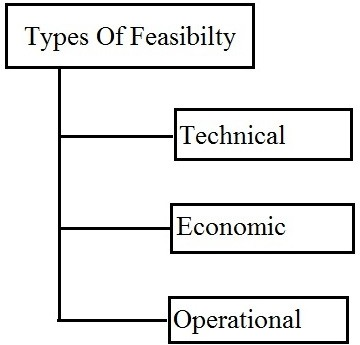 Types Of Feasibilty
Technical
Economic
Operational